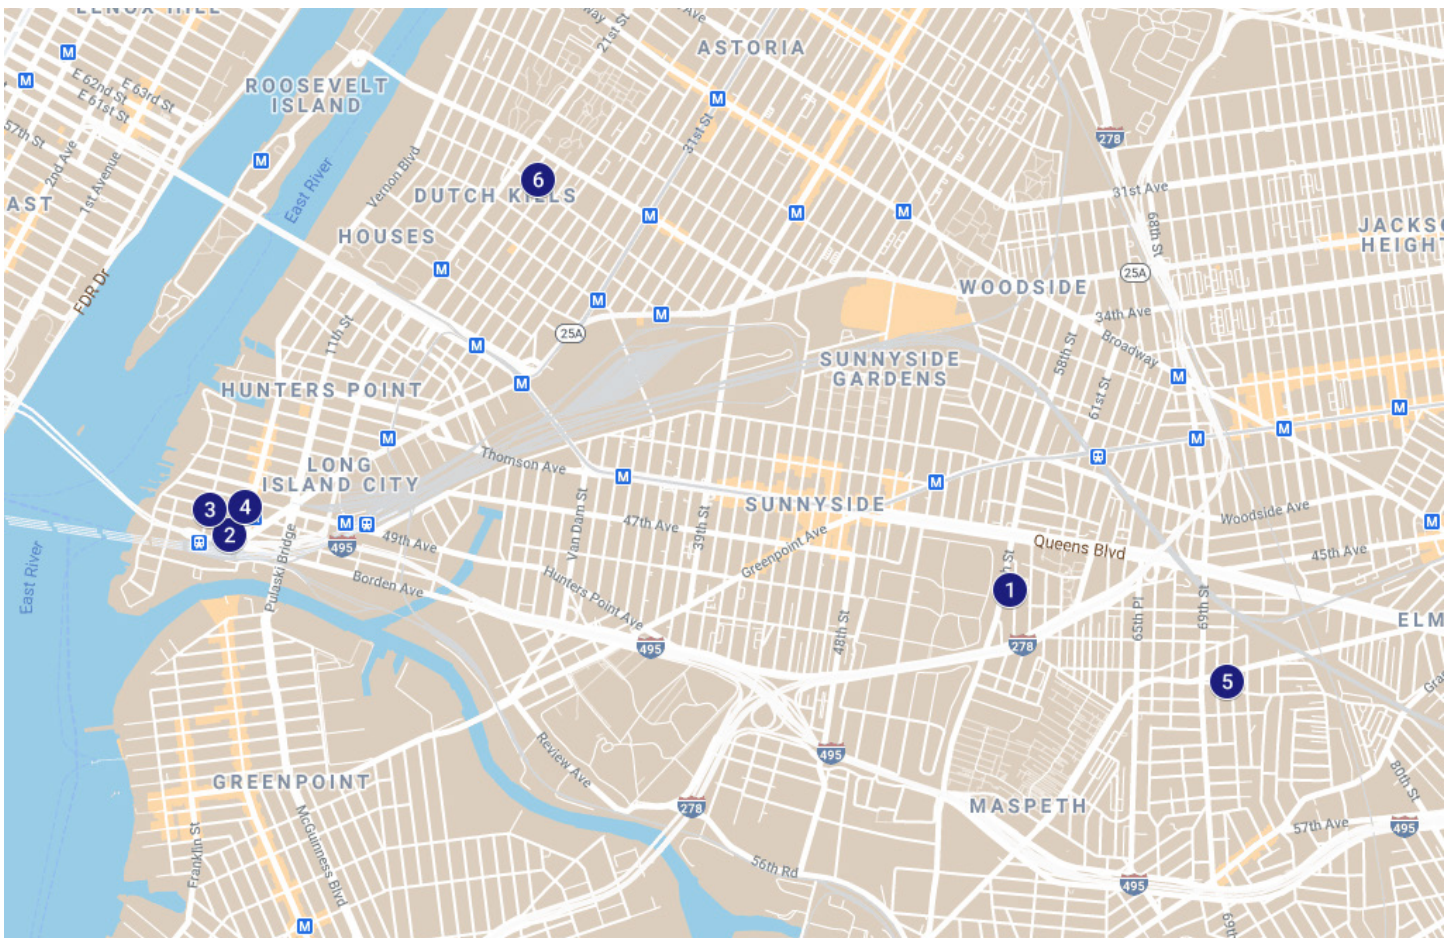 LENOX HILL
M
M
E 62nd St
E 63rd St
E 61st St
57th St
2nd Ave
1st Avenue
AST
ROOSEVELT
ISLAND
M
East River
FDR Dr
Vernon Blvd
21st St
ASTORIA
M
31st St
6
DUTCH KILLS
HOUSES
M
M
M
M
278
31st Ave
68th St
JACKSO
HEIGHT
25A
WOODSIDE
34th Ave
Broadway
58th St
61st St
M
M
M
25A
M
M
11th St
HUNTERS POINT
SUNNYSIDE
GARDENS
M
M
M
M
LONG
ISLAND CITY
Thomson Ave
M
SUNNYSIDE
M
3
4
2
M
495
49th Ave
Pulaski Bridge
Borden Ave
Van Dam St
47th Ave
39th St
Greenpoint Ave
Hunters Point Ave
Queens Blvd
Woodside Ave
M
45th Ave
East River
1
h St
48th St
278
65th Pl
69th St
ELM
495
5
Gra
GREENPOINT
Review Ave
495
278
MASPETH
80th St
57th Ave
495
Franklin St
McGuinness Blvd
56th Rd
495
69th
M